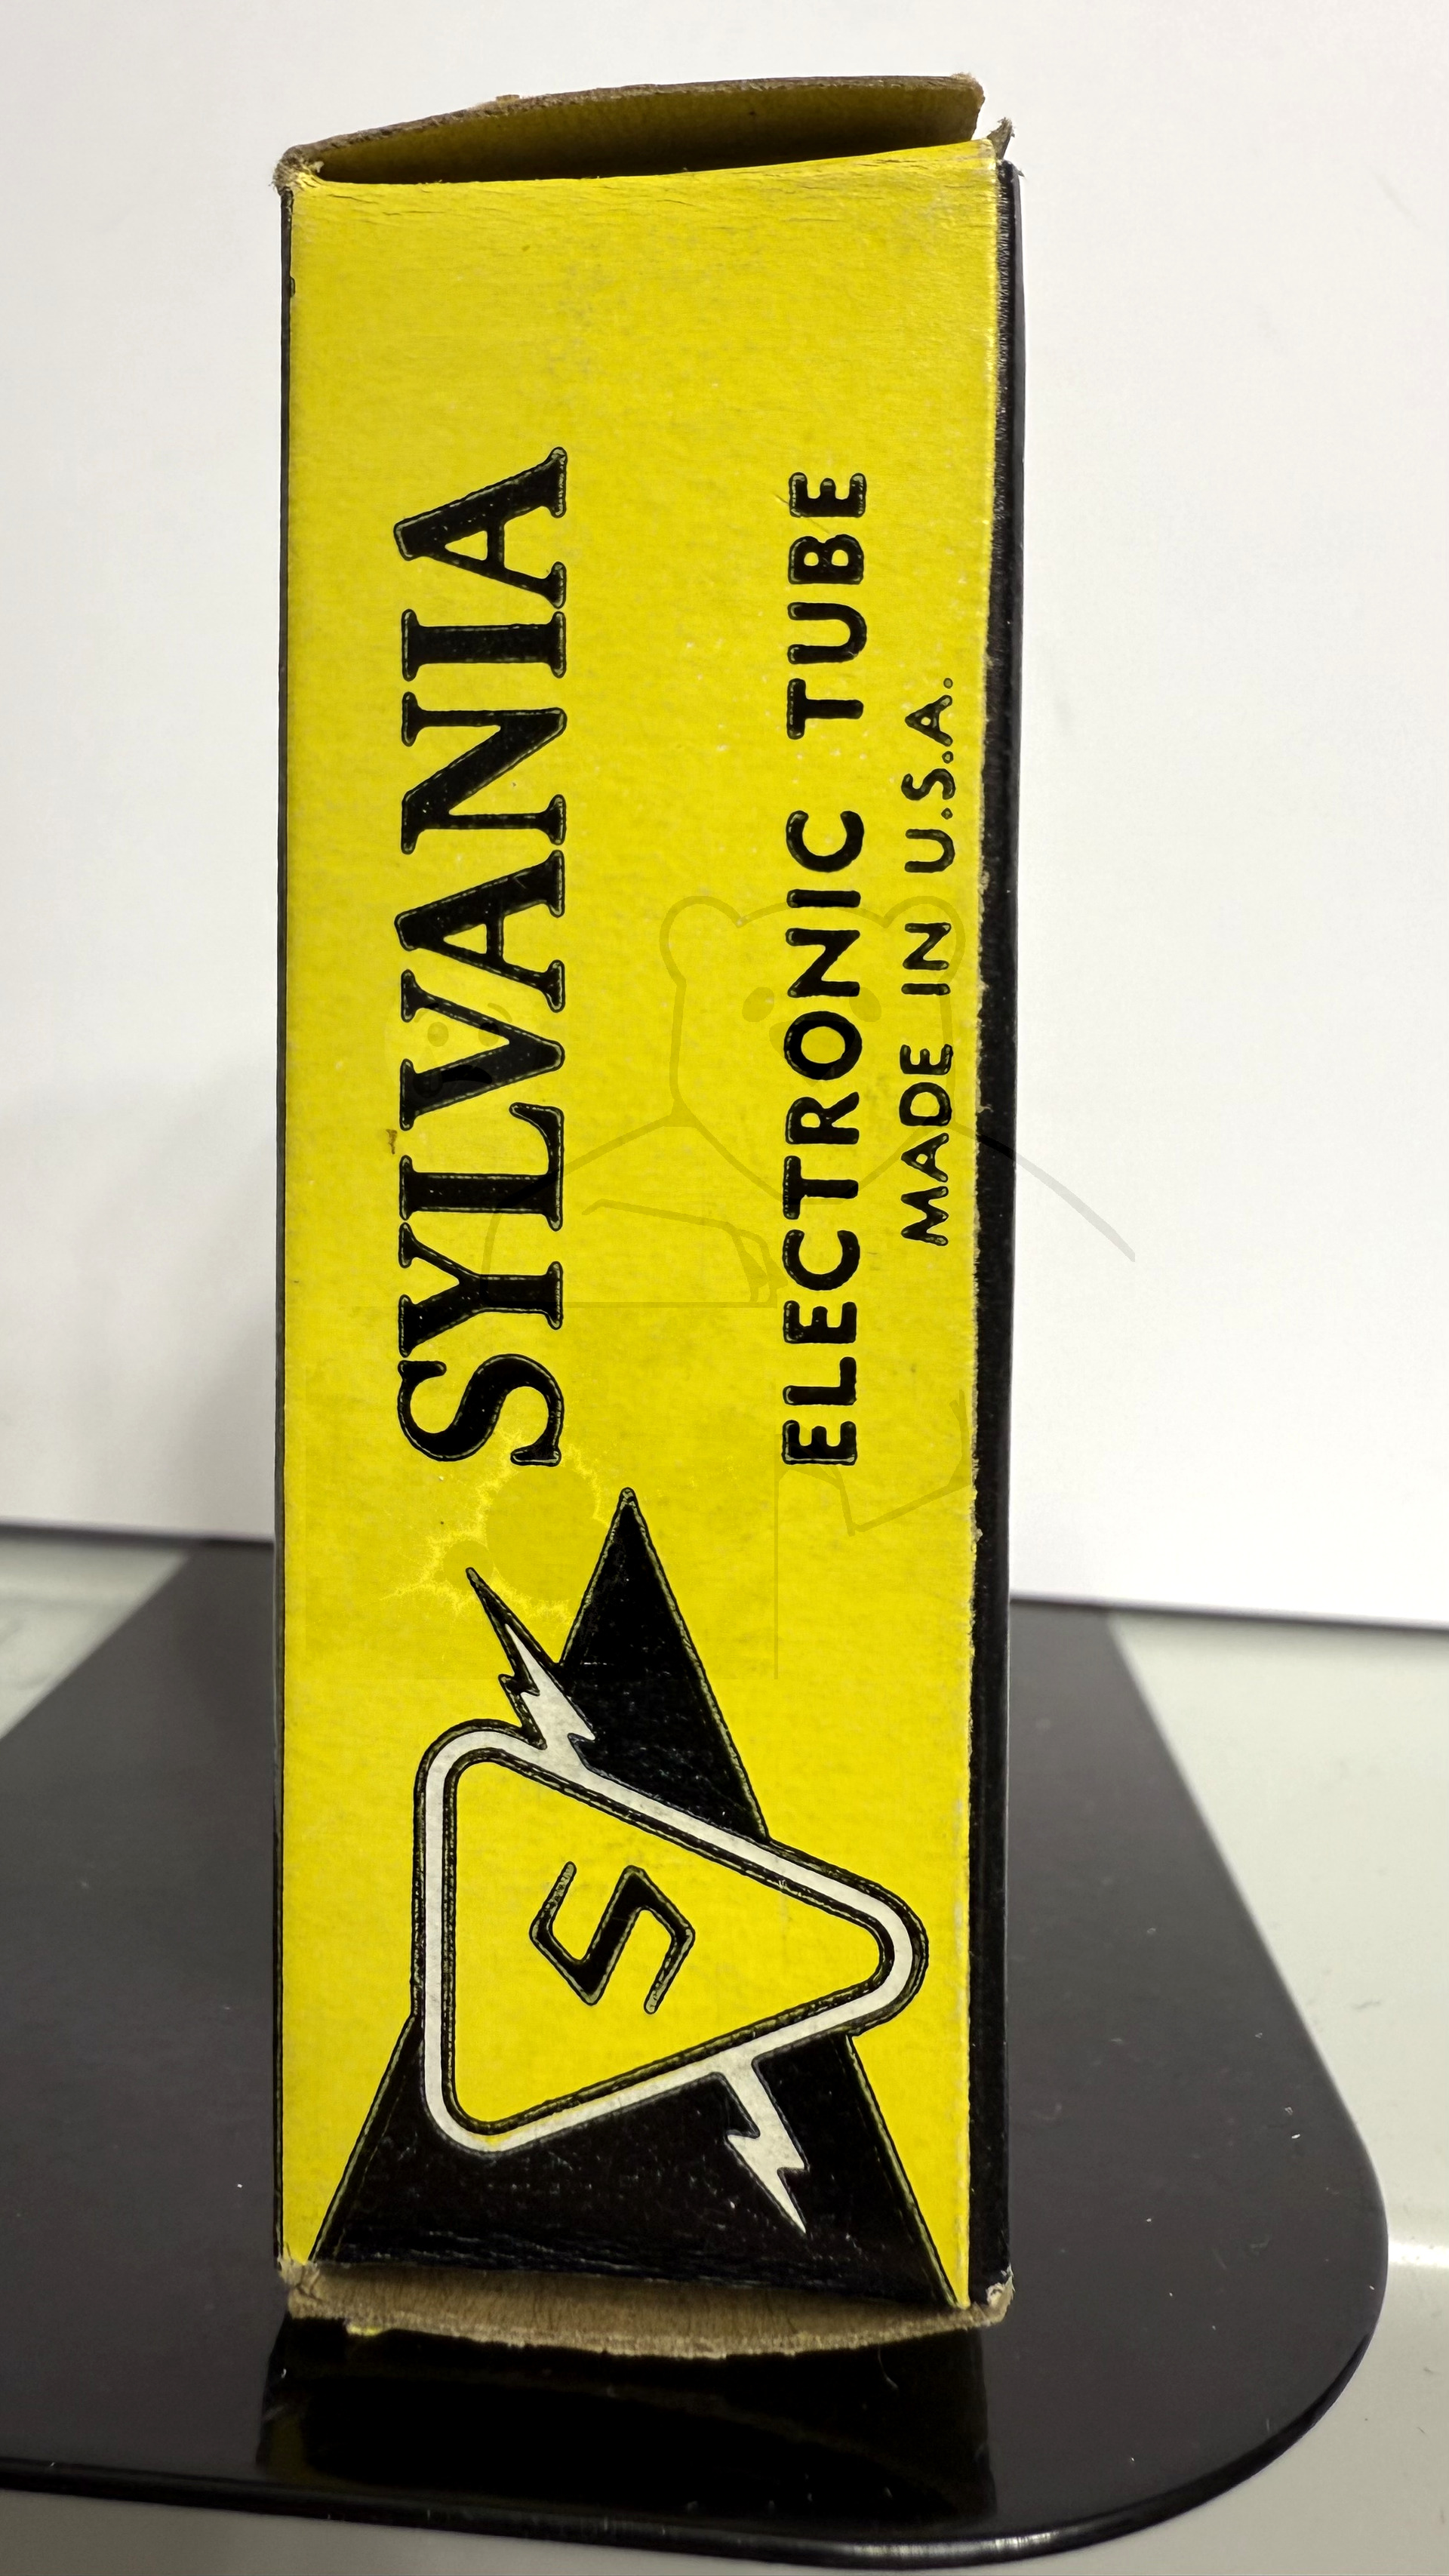 SYLVANIA
ELECTRONIC TUBE
MADE IN U.S.A.
S